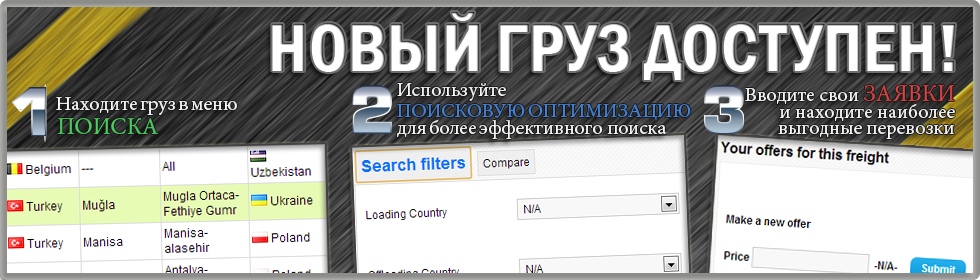 НОВЫЙ ГРУЗ ДОСТУПЕН!
1 Находите груз в меню
ПОИСКА
2 Используйте
ПОИСКОВУЮ ОПТИМИЗАЦИЮ
для более эффективного поиска
3 Вводите свои ЗАЯВКИ
и находите наиболее
выгодные перевозки
Belgium --- All Uzbekistan
Turkey Muğla Mugla Ortaca-
Fethiye Gumr Ukraine
Turkey Manisa Manisa-
alasehir Poland
Antalya- Poland
Search filters Compare
Loading Country N/A
Offloading Country N/A
Your offers for this freight
Make a new offer
Price -N/A- Submit